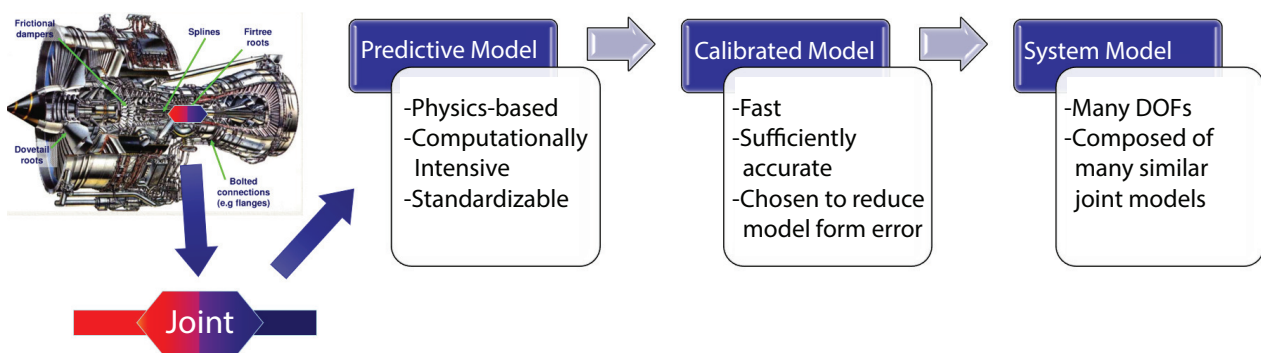 Frictional
dampers
Splines
Firtree
roots
Dovetail
roots
Bolted
connections
(e.g flanges)
Joint
Predictive Model
-Physics-based
-Computationally
Intensive
-Standardizable
Calibrated Model
-Fast
-Sufficiently
accurate
-Chosen to reduce
model form error
System Model
-Many DOFs
-Composed of
many similar
joint models